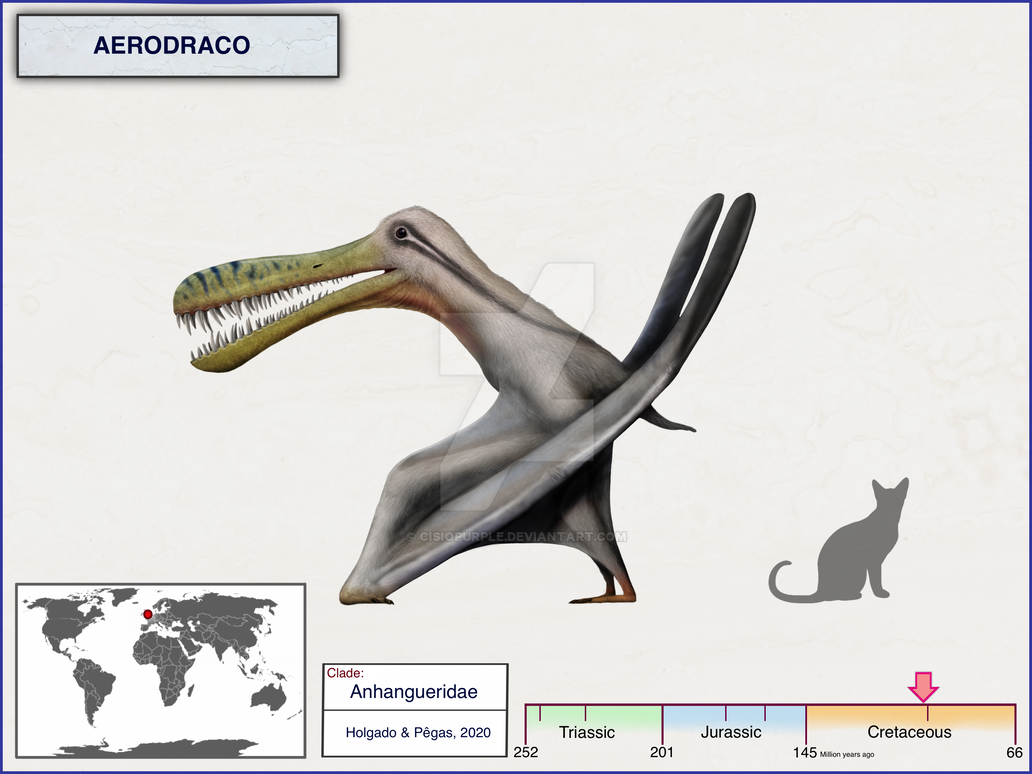 AERODRACO
© CISIOPURPLE.DEVIANTART.COM
Clade:
Anhangueridae
Holgado & Pêgas, 2020
Triassic
Jurassic
Cretaceous
252
201
145 Million years ago
66